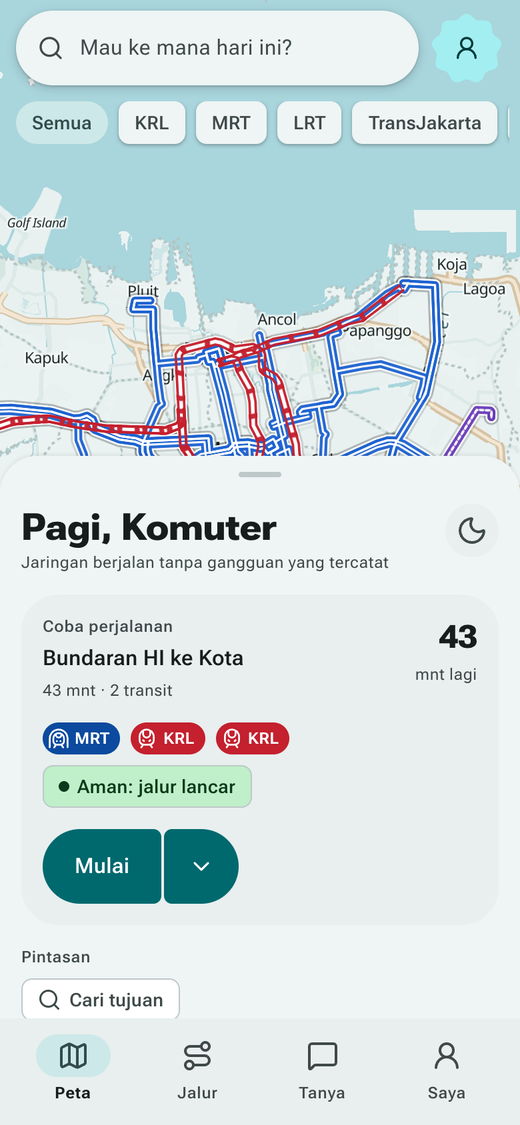 Mau ke mana hari ini?
Semua
KRL
MRT
LRT
TransJakarta
Golf Island
Koja
Pluit
Lagoa
Ancol
Papanggo
Kapuk
Pagi, Komuter
Jaringan berjalan tanpa gangguan yang tercatat
Coba perjalanan
43
Bundaran HI ke Kota
mnt lagi
43 mnt · 2 transit
MRT
KRL
KRL
Aman: jalur lancar
Mulai
Pintasan
Cari tujuan
Peta
Jalur
Tanya
Saya